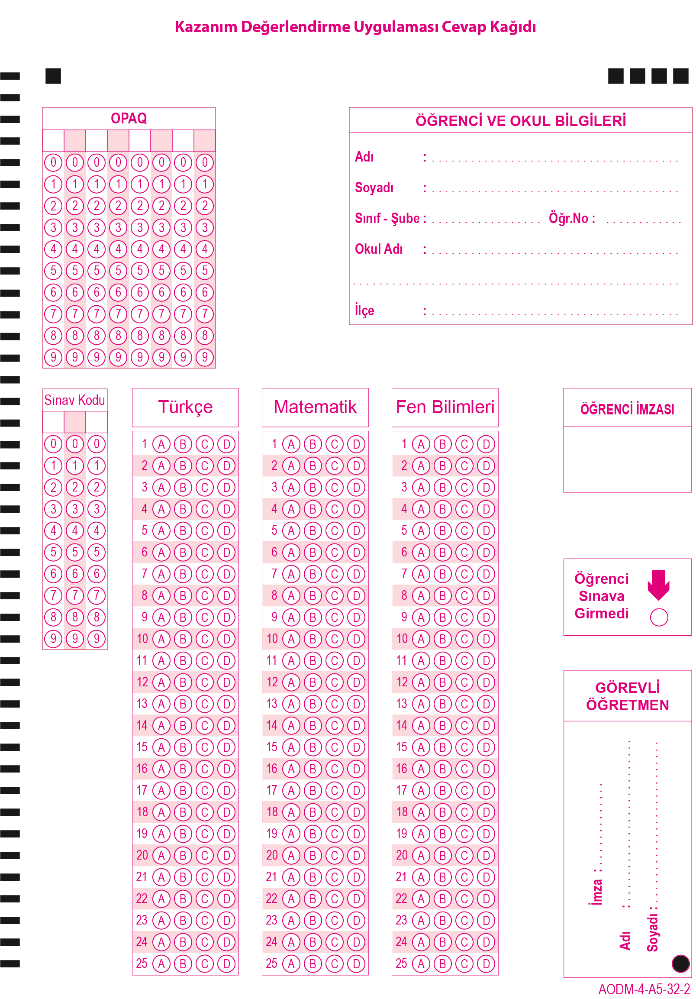 Kazanım Değerlendirme Uygulaması Cevap Kağıdı
OPAQ
0 0 0 0 0 0 0 0
1 1 1 1 1 1 1 1
2 2 2 2 2 2 2 2
3 3 3 3 3 3 3 3
4 4 4 4 4 4 4 4
5 5 5 5 5 5 5 5
6 6 6 6 6 6 6 6
7 7 7 7 7 7 7 7
8 8 8 8 8 8 8 8
9 9 9 9 9 9 9 9
ÖĞRENCİ VE OKUL BİLGİLERİ
Adı :
Soyadı :
Sınıf - Şube : Öğr.No :
Okul Adı :
İlçe :
Sınav Kodu
0 0 0
1 1 1
2 2 2
3 3 3
4 4 4
5 5 5
6 6 6
7 7 7
8 8 8
9 9 9
Türkçe
1 A B C D
2 A B C D
3 A B C D
4 A B C D
5 A B C D
6 A B C D
7 A B C D
8 A B C D
9 A B C D
10 A B C D
11 A B C D
12 A B C D
13 A B C D
14 A B C D
15 A B C D
16 A B C D
17 A B C D
18 A B C D
19 A B C D
20 A B C D
21 A B C D
22 A B C D
23 A B C D
24 A B C D
25 A B C D
Matematik
1 A B C D
2 A B C D
3 A B C D
4 A B C D
5 A B C D
6 A B C D
7 A B C D
8 A B C D
9 A B C D
10 A B C D
11 A B C D
12 A B C D
13 A B C D
14 A B C D
15 A B C D
16 A B C D
17 A B C D
18 A B C D
19 A B C D
20 A B C D
21 A B C D
22 A B C D
23 A B C D
24 A B C D
25 A B C D
Fen Bilimleri
1 A B C D
2 A B C D
3 A B C D
4 A B C D
5 A B C D
6 A B C D
7 A B C D
8 A B C D
9 A B C D
10 A B C D
11 A B C D
12 A B C D
13 A B C D
14 A B C D
15 A B C D
16 A B C D
17 A B C D
18 A B C D
19 A B C D
20 A B C D
21 A B C D
22 A B C D
23 A B C D
24 A B C D
25 A B C D
ÖĞRENCİ İMZASI
Öğrenci
Sınava
Girmedi
GÖREVLİ
ÖĞRETMEN
İmza :
Adı :
Soyadı :
AODM-4-A5-32-2